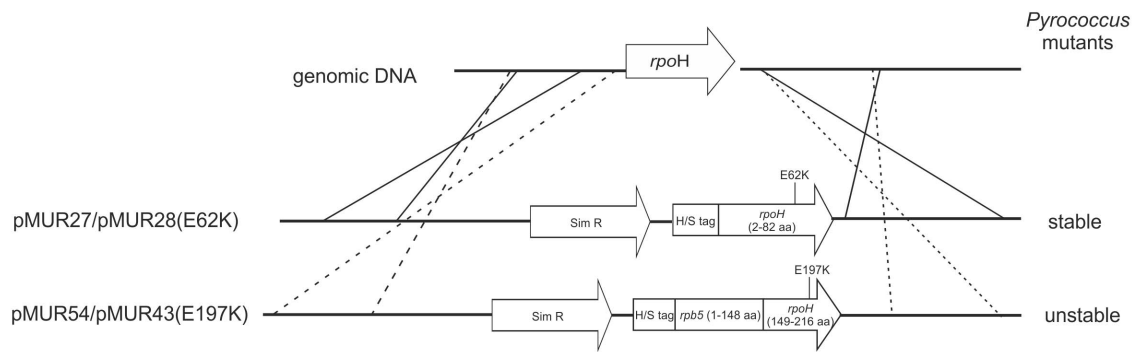 Pyrococcus
mutants
genomic DNA
rpoH
E62K
pMUR27/pMUR28(E62K)
Sim R
H/S tag
rpoH
(2-82 aa)
stable
E197K
pMUR54/pMUR43(E197K)
Sim R
H/S tag
rpb5 (1-148 aa)
rpoH
(149-216 aa)
unstable